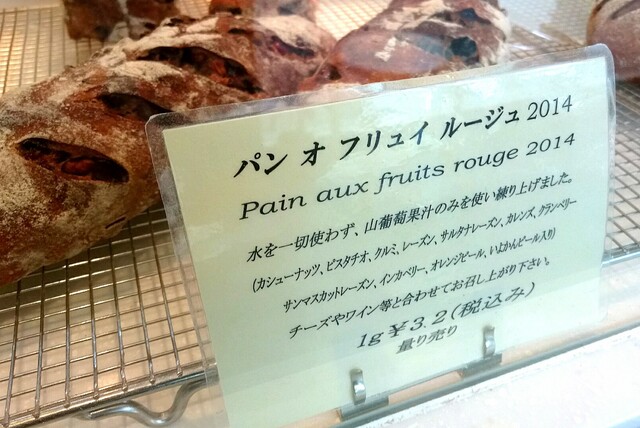 パン オ フリュイ ルージュ 2014
Pain aux fruits rouge 2014
水を一切使わず、山葡萄果汁のみを使い練り上げました。
(カシューナッツ、ピスタチオ、クルミ、レーズン、サルタナレーズン、カレンズ、クランベリー
サンマスカットレーズン、インカベリー、オレンジピール、いよかんピール入り)
チーズやワイン等と合わせてお召し上がり下さい。
1g ¥3.2(税込み)
量り売り